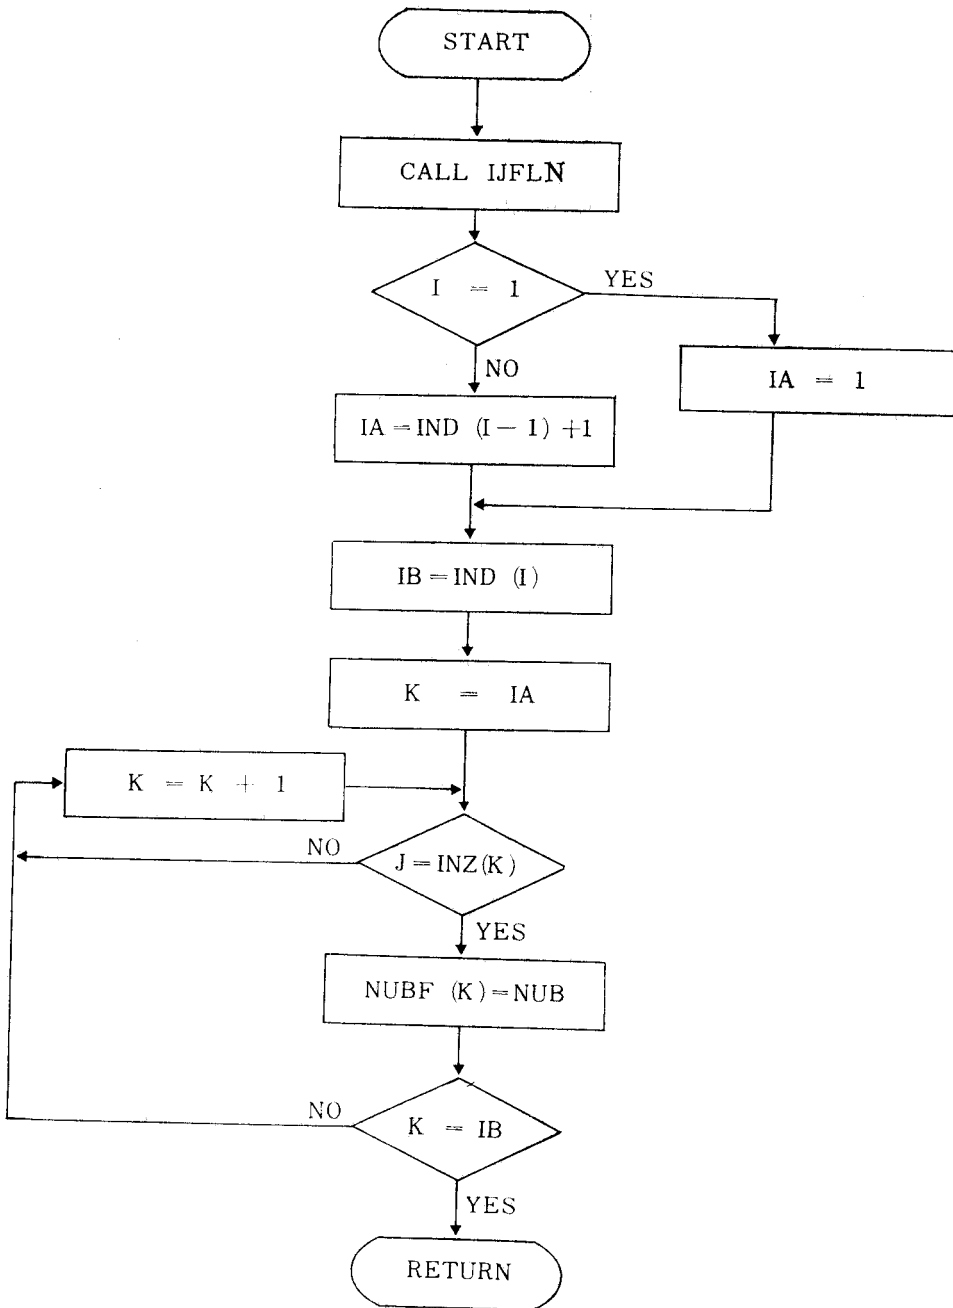 START
CALL IJFLN
I = 1
YES
NO
IA = 1
IA = IND (I - 1) + 1
IB = IND (I)
K = IA
K = K + 1
NO
J = INZ(K)
YES
NUBF (K) = NUB
NO
K = IB
YES
RETURN